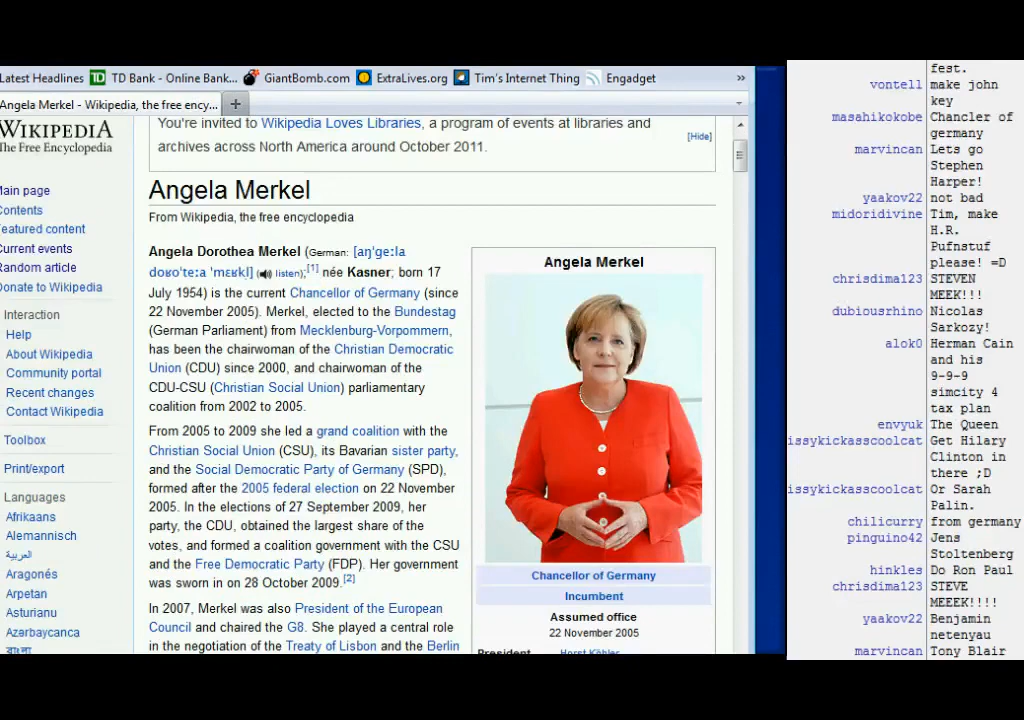 Latest Headlines TD TD Bank - Online Bank... GiantBomb.com ExtraLives.org Tim's Internet Thing Engadget »
Angela Merkel - Wikipedia, the free ency... +
WIKIPEDIA
The Free Encyclopedia
Main page
Contents
Featured content
Current events
Random article
Donate to Wikipedia
Interaction
Help
About Wikipedia
Community portal
Recent changes
Contact Wikipedia
Toolbox
Print/export
Languages
Afrikaans
Alemannisch
العربية
Aragonés
Arpetan
Asturianu
Azərbaycanca
বাংলা
You're invited to Wikipedia Loves Libraries, a program of events at libraries and
archives across North America around October 2011.
[Hide]
Angela Merkel
From Wikipedia, the free encyclopedia
Angela Dorothea Merkel (German: [aŋˈɡeːla
doʁoˈteːa ˈmɛʁkl̩] ( listen);[1] née Kasner; born 17
July 1954) is the current Chancellor of Germany (since
22 November 2005). Merkel, elected to the Bundestag
(German Parliament) from Mecklenburg-Vorpommern,
has been the chairwoman of the Christian Democratic
Union (CDU) since 2000, and chairwoman of the
CDU-CSU (Christian Social Union) parliamentary
coalition from 2002 to 2005.
From 2005 to 2009 she led a grand coalition with the
Christian Social Union (CSU), its Bavarian sister party,
and the Social Democratic Party of Germany (SPD),
formed after the 2005 federal election on 22 November
2005. In the elections of 27 September 2009, her
party, the CDU, obtained the largest share of the
votes, and formed a coalition government with the CSU
and the Free Democratic Party (FDP). Her government
was sworn in on 28 October 2009.[2]
In 2007, Merkel was also President of the European
Council and chaired the G8. She played a central role
in the negotiation of the Treaty of Lisbon and the Berlin
Angela Merkel
Chancellor of Germany
Incumbent
Assumed office
22 November 2005
President Horst Köhler
fest.
vontell make john
key
masahikokobe Chancler of
germany
marvincan Lets go
Stephen
Harper!
yaakov22 not bad
midoridivine Tim, make
H.R.
Pufnstuf
please! =D
chrisdima123 STEVEN
MEEK!!!
dubiousrhino Nicolas
Sarkozy!
alok0 Herman Cain
and his
9-9-9
simcity 4
tax plan
envyuk The Queen
issykickasscoolcat Get Hilary
Clinton in
there ;D
issykickasscoolcat Or Sarah
Palin.
chilicurry from germany
pinguino42 Jens
Stoltenberg
hinkles Do Ron Paul
chrisdima123 STEVE
MEEEK!!!!
yaakov22 Benjamin
netenyau
marvincan Tony Blair